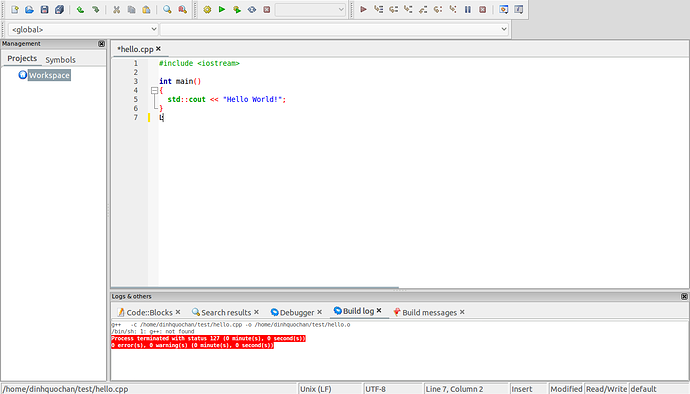 <global>
Management
Projects
Symbols
Workspace
*hello.cpp
1 #include <iostream>
2
3 int main()
4 {
5 std::cout << "Hello World!";
6 }
7
Logs & others
Code::Blocks
Search results
Debugger
Build log
Build messages
g++ -c /home/dinhquochan/test/hello.cpp -o /home/dinhquochan/test/hello.o
/bin/sh: 1: g++: not found
Process terminated with status 127 (0 minute(s), 0 second(s))
0 error(s), 0 warning(s) (0 minute(s), 0 second(s))
/home/dinhquochan/test/hello.cpp
Unix (LF)
UTF-8
Line 7, Column 2
Insert
Modified
Read/Write
default